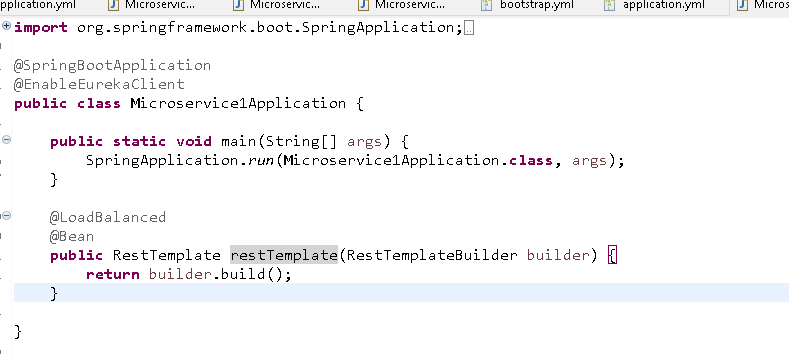 pplication.yml Microservic... Microservic... Microservic... bootstrap.yml application.yml Micros
import org.springframework.boot.SpringApplication;
@SpringBootApplication
@EnableEurekaClient
public class Microservice1Application {
public static void main(String[] args) {
SpringApplication.run(Microservice1Application.class, args);
}
@LoadBalanced
@Bean
public RestTemplate restTemplate(RestTemplateBuilder builder) {
return builder.build();
}
}